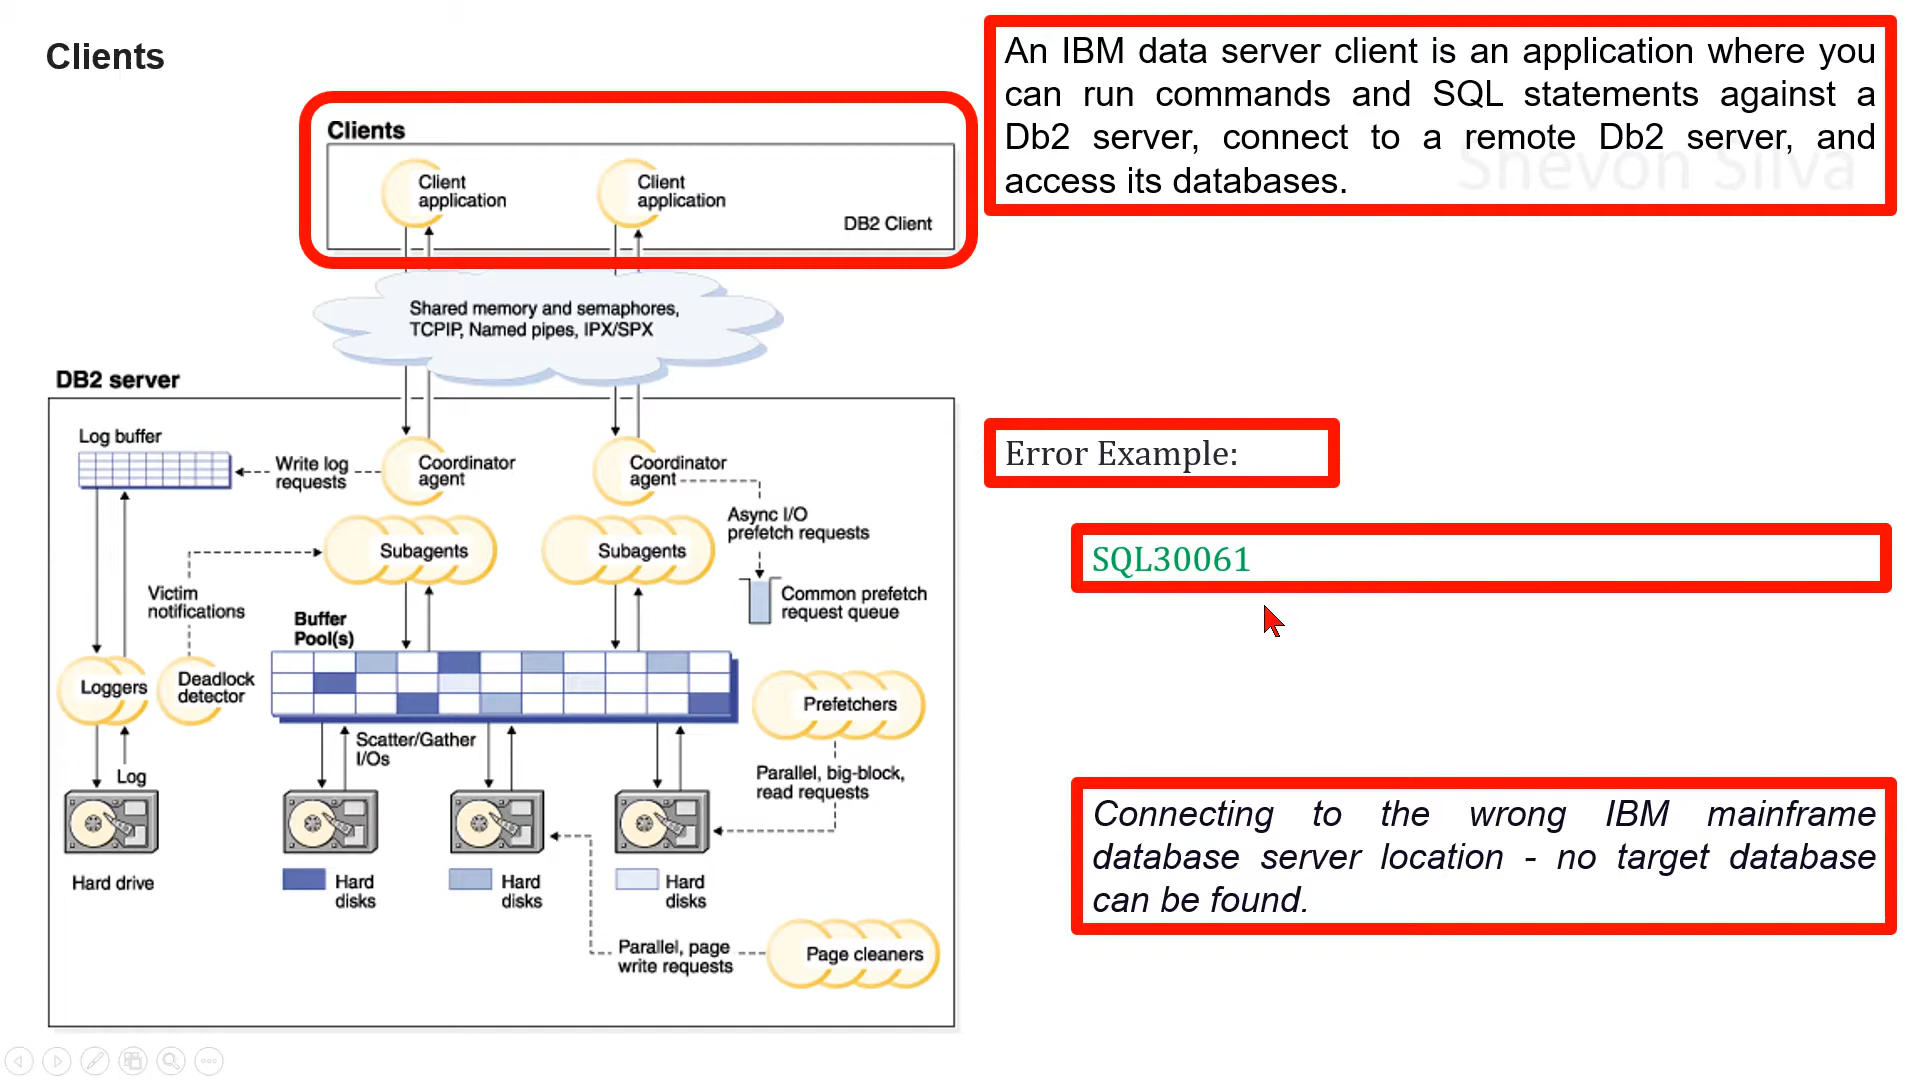 Clients
An IBM data server client is an application where you
can run commands and SQL statements against a
Db2 server, connect to a remote Db2 server, and
access its databases.
Shevon Silva
Clients
Client
application
Client
application
DB2 Client
Shared memory and semaphores,
TCPIP, Named pipes, IPX/SPX
DB2 server
Log buffer
Write log
requests
Coordinator
agent
Coordinator
agent
Async I/O
prefetch requests
Subagents
Subagents
Victim
notifications
Common prefetch
request queue
Buffer
Pool(s)
Loggers
Deadlock
detector
Prefetchers
Scatter/Gather
I/Os
Log
Parallel, big-block,
read requests
Hard drive
Hard
disks
Hard
disks
Hard
disks
Parallel, page
write requests
Page cleaners
Error Example:
SQL30061
Connecting to the wrong IBM mainframe
database server location - no target database
can be found.